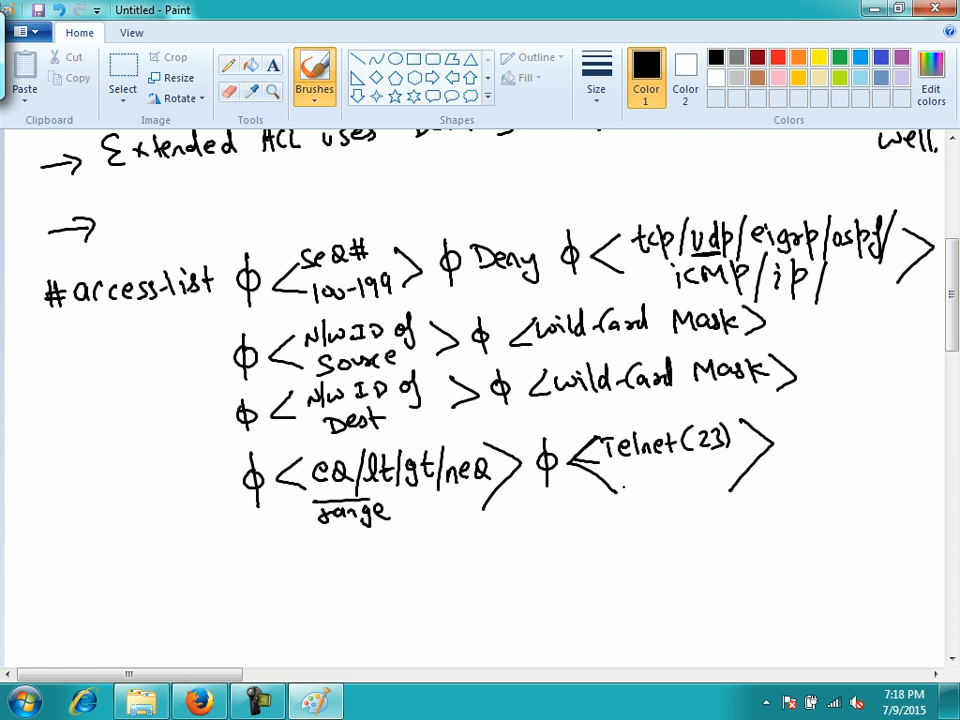 Untitled - Paint
Home View
Cut
Copy
Paste
Clipboard
Select
Crop
Resize
Rotate
Image
A
Tools
Brushes
Shapes
Outline
Fill
Size
Color 1
Color 2
Colors
Edit colors
→ Extended ACL uses well.
→
#access-list ϕ <SEQ# 100-199> ϕ Deny ϕ <tcp/udp/eigrp/ospf/ icmp/ip/>
ϕ <N/W ID of Source> ϕ <wild-Card Mask>
ϕ <N/W ID of Dest> ϕ <wild-Card Mask>
ϕ <eQ/lt/gt/neQ range> ϕ <Telnet(23)>
7:18 PM
7/9/2015